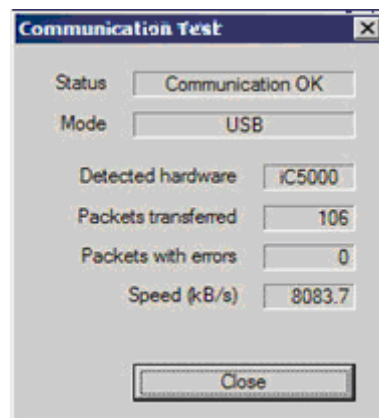 Communication Test
Status Communication OK
Mode USB
Detected hardware iC5000
Packets transferred 106
Packets with errors 0
Speed (kB/s) 8083.7
Close